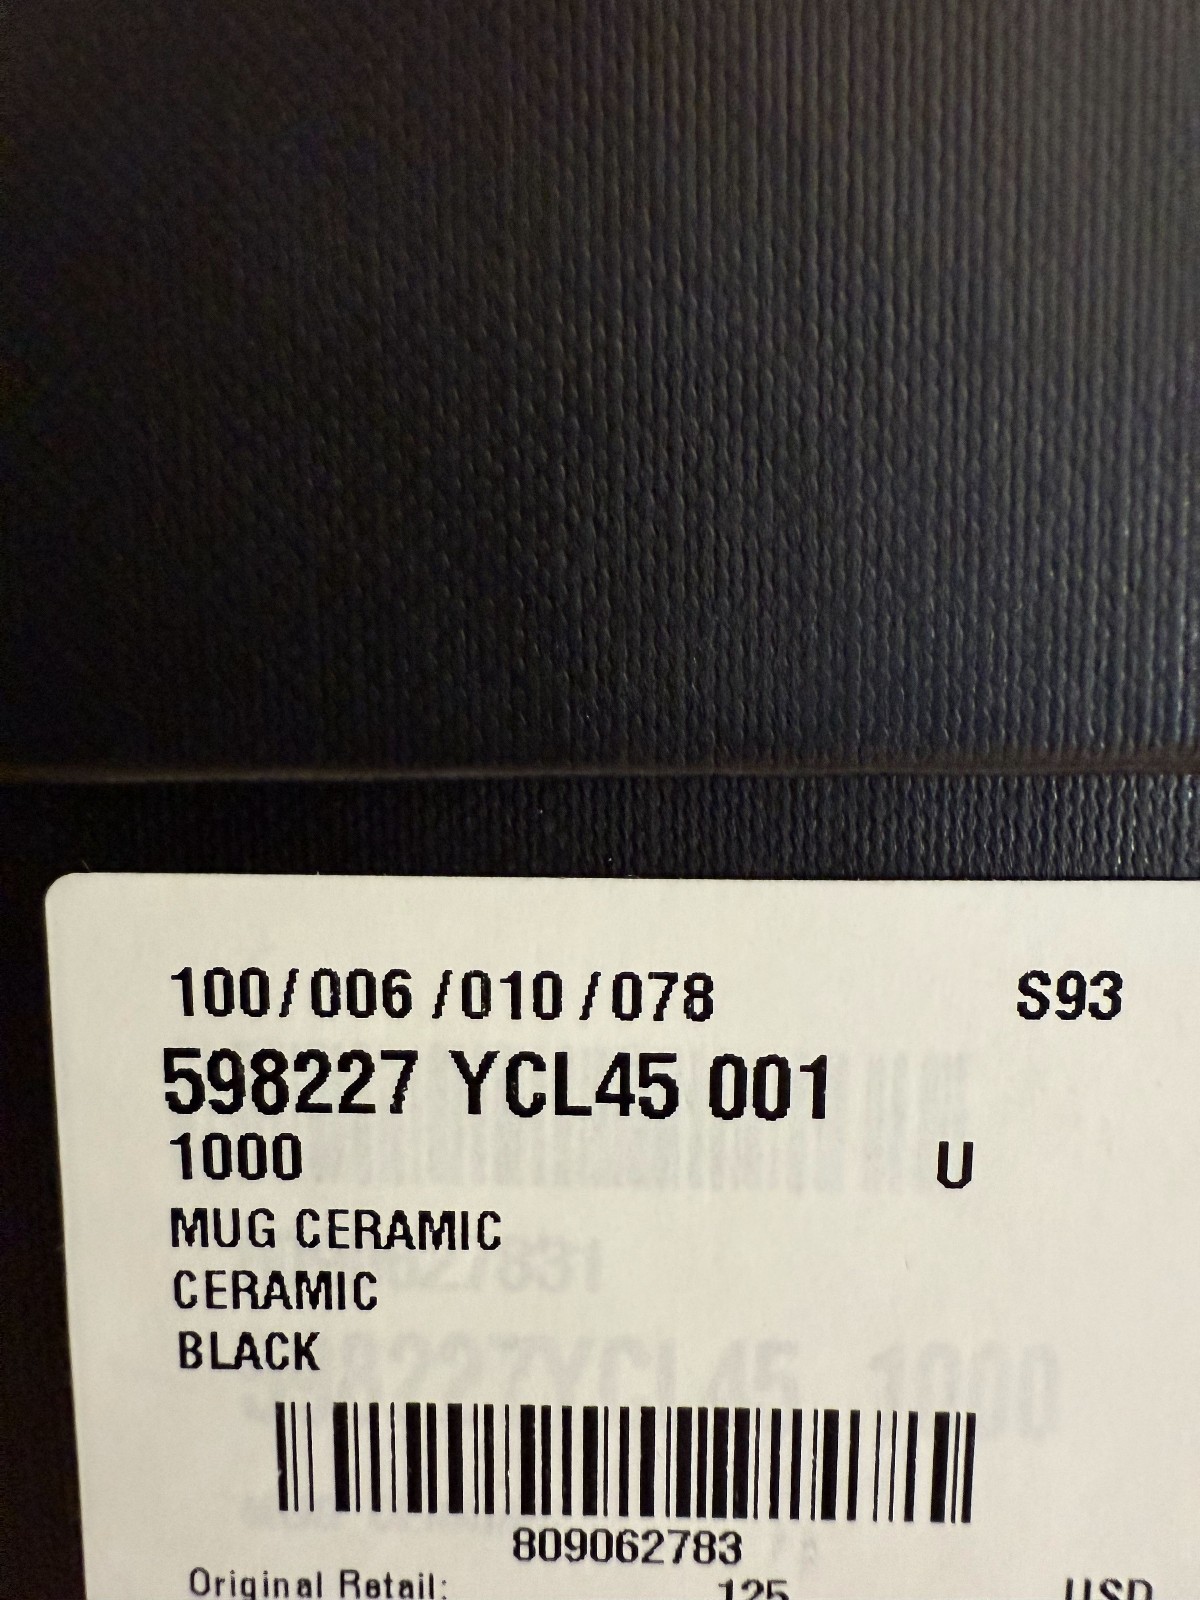 100/006 /010/078 S93
598227 YCL45 001
1000 U
MUG CERAMIC
CERAMIC
BLACK
809062783
Original Retail: 125 USD